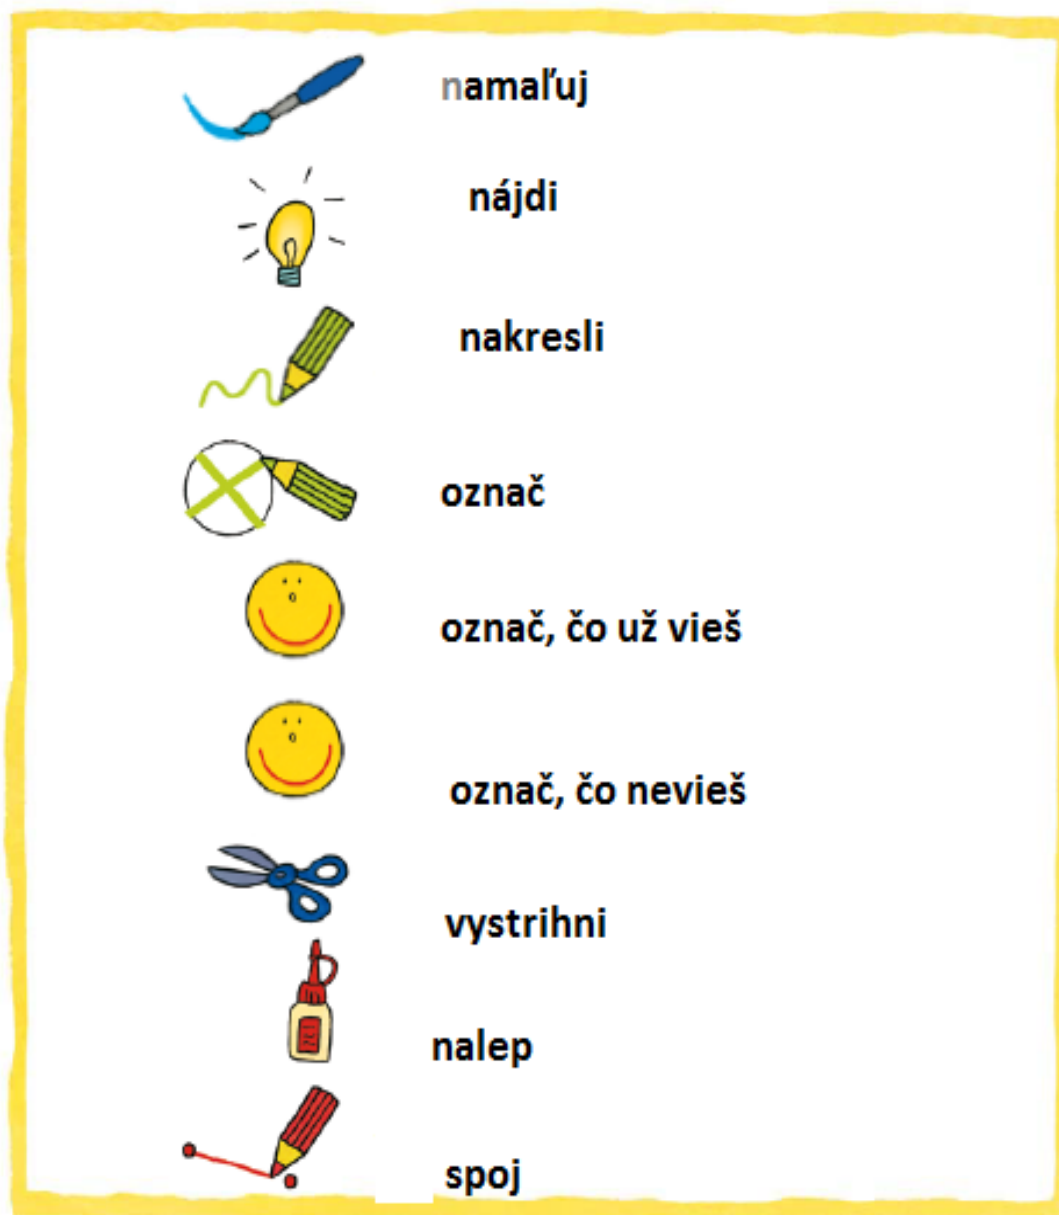 namaľuj
nájdi
nakresli
označ
označ, čo už vieš
označ, čo nevieš
vystrihni
nalep
spoj